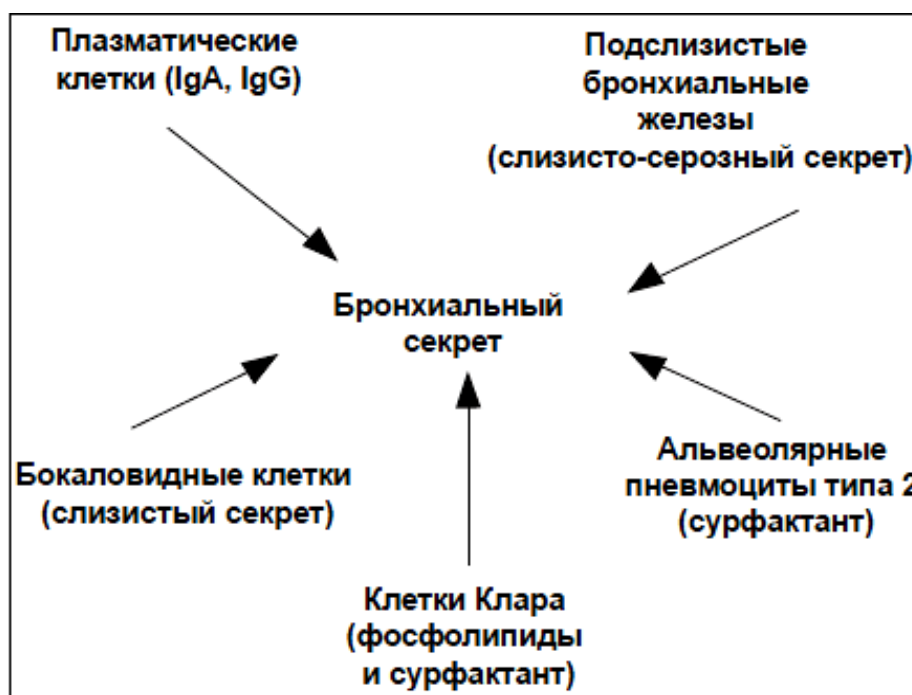 Плазматические
клетки (IgA, IgG)
Подслизистые
бронхиальные
железы
(слизисто-серозный секрет)
Бронхиальный
секрет
Бокаловидные клетки
(слизистый секрет)
Альвеолярные
пневмоциты типа 2
(сурфактант)
Клетки Клара
(фосфолипиды
и сурфактант)